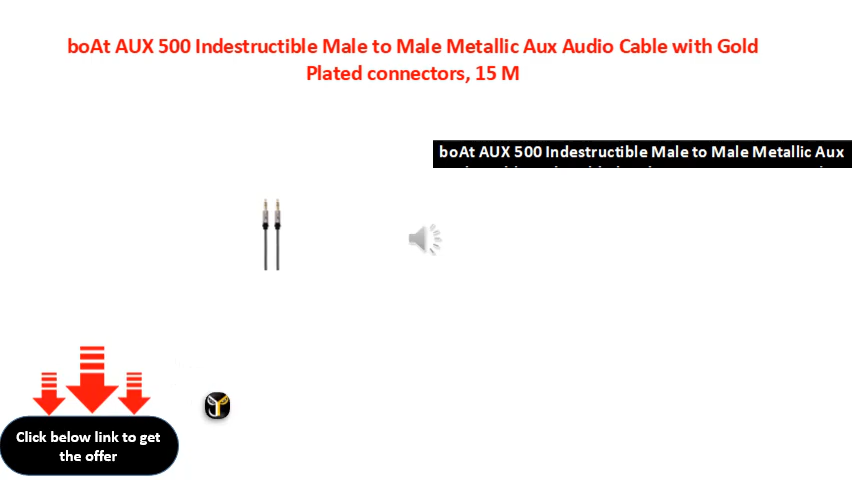 boAt AUX 500 Indestructible Male to Male Metallic Aux Audio Cable with Gold
Plated connectors, 15 M
boAt AUX 500 Indestructible Male to Male Metallic Aux
Click below link to get
the offer